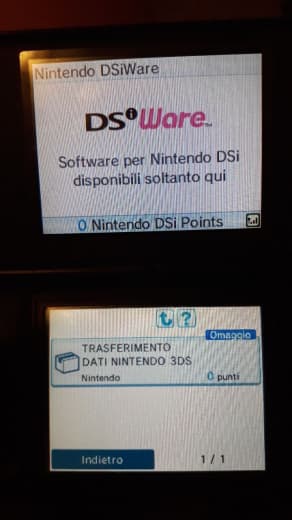 Nintendo DSiWare
DSiWare™
Software per Nintendo DSi
disponibili soltanto qui
0 Nintendo DSi Points
?
Omaggio
TRASFERIMENTO
DATI NINTENDO 3DS
Nintendo
0 punti
Indietro
1 / 1